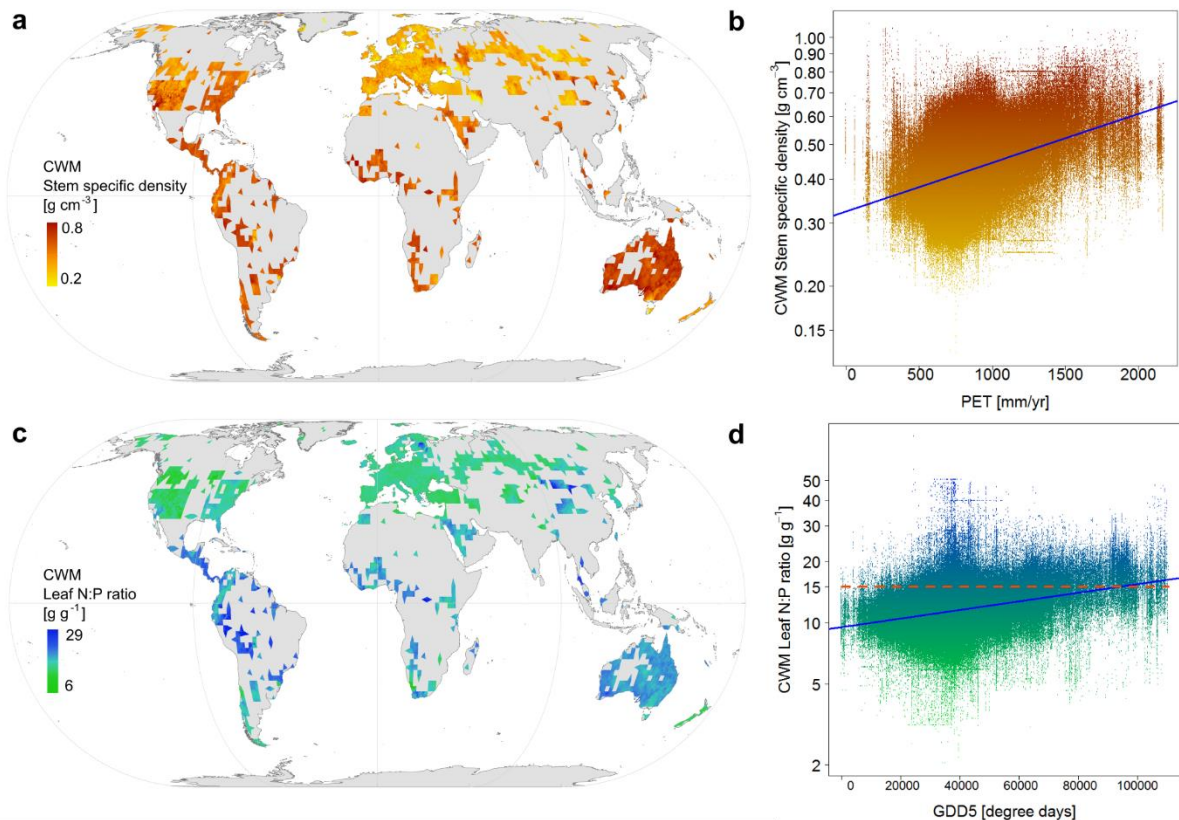 a
CWM
Stem specific density
[g cm⁻³]
0.8
0.2
b
CWM Stem specific density [g cm⁻³]
1.00
0.80
0.70
0.60
0.50
0.40
0.30
0.20
0.15
0
500
1000
1500
2000
PET [mm/yr]
c
CWM
Leaf N:P ratio
[g g⁻¹]
29
6
d
CWM Leaf N:P ratio [g g⁻¹]
50
40
30
20
15
10
5
2
0
20000
40000
60000
80000
100000
GDD5 [degree days]